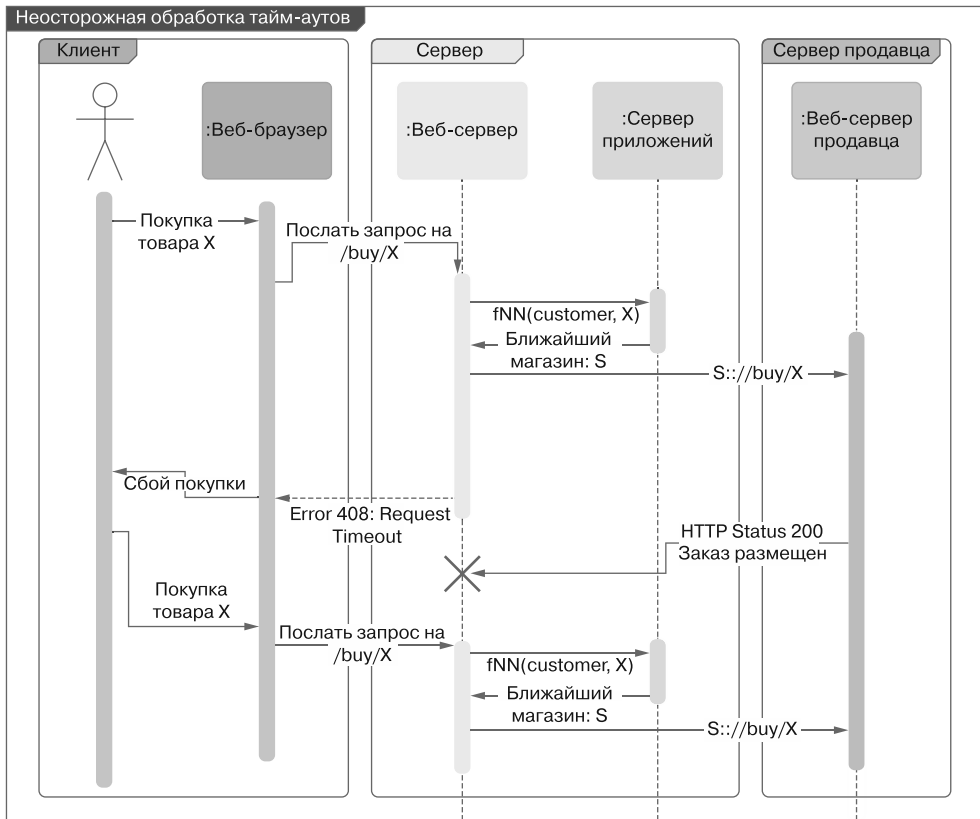 Неосторожная обработка тайм-аутов
Клиент
Сервер
Сервер продавца
:Веб-браузер
:Веб-сервер
:Сервер
приложений
:Веб-сервер
продавца
Покупка
товара X
Послать запрос на
/buy/X
fNN(customer, X)
Ближайший
магазин: S
S:://buy/X
Сбой покупки
Error 408: Request
Timeout
HTTP Status 200
Заказ размещен
Покупка
товара X
Послать запрос на
/buy/X
fNN(customer, X)
Ближайший
магазин: S
S:://buy/X